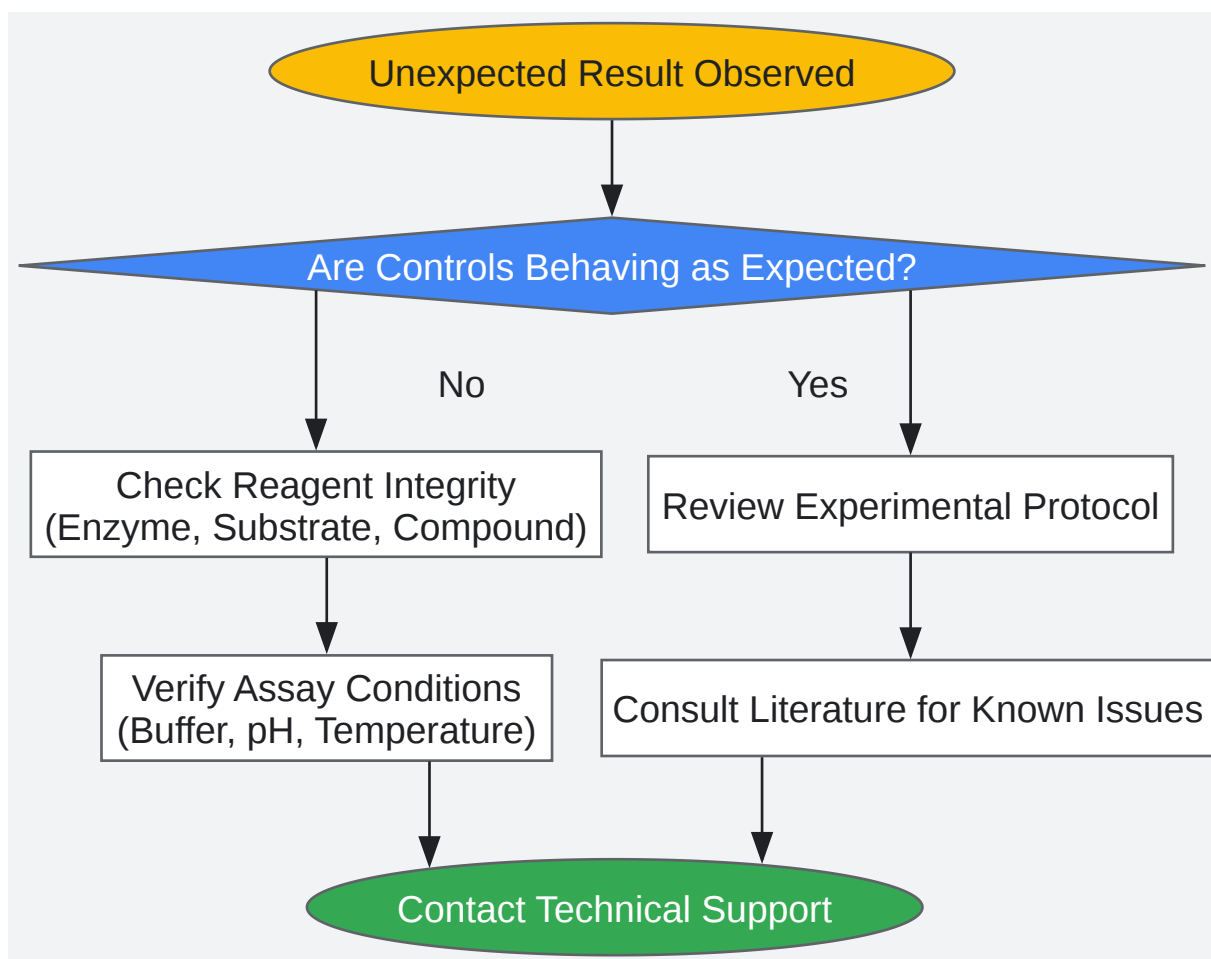 Unexpected Result Observed
Are Controls Behaving as Expected?
No
Yes
Check Reagent Integrity
(Enzyme, Substrate, Compound)
Review Experimental Protocol
Verify Assay Conditions
(Buffer, pH, Temperature)
Consult Literature for Known Issues
Contact Technical Support